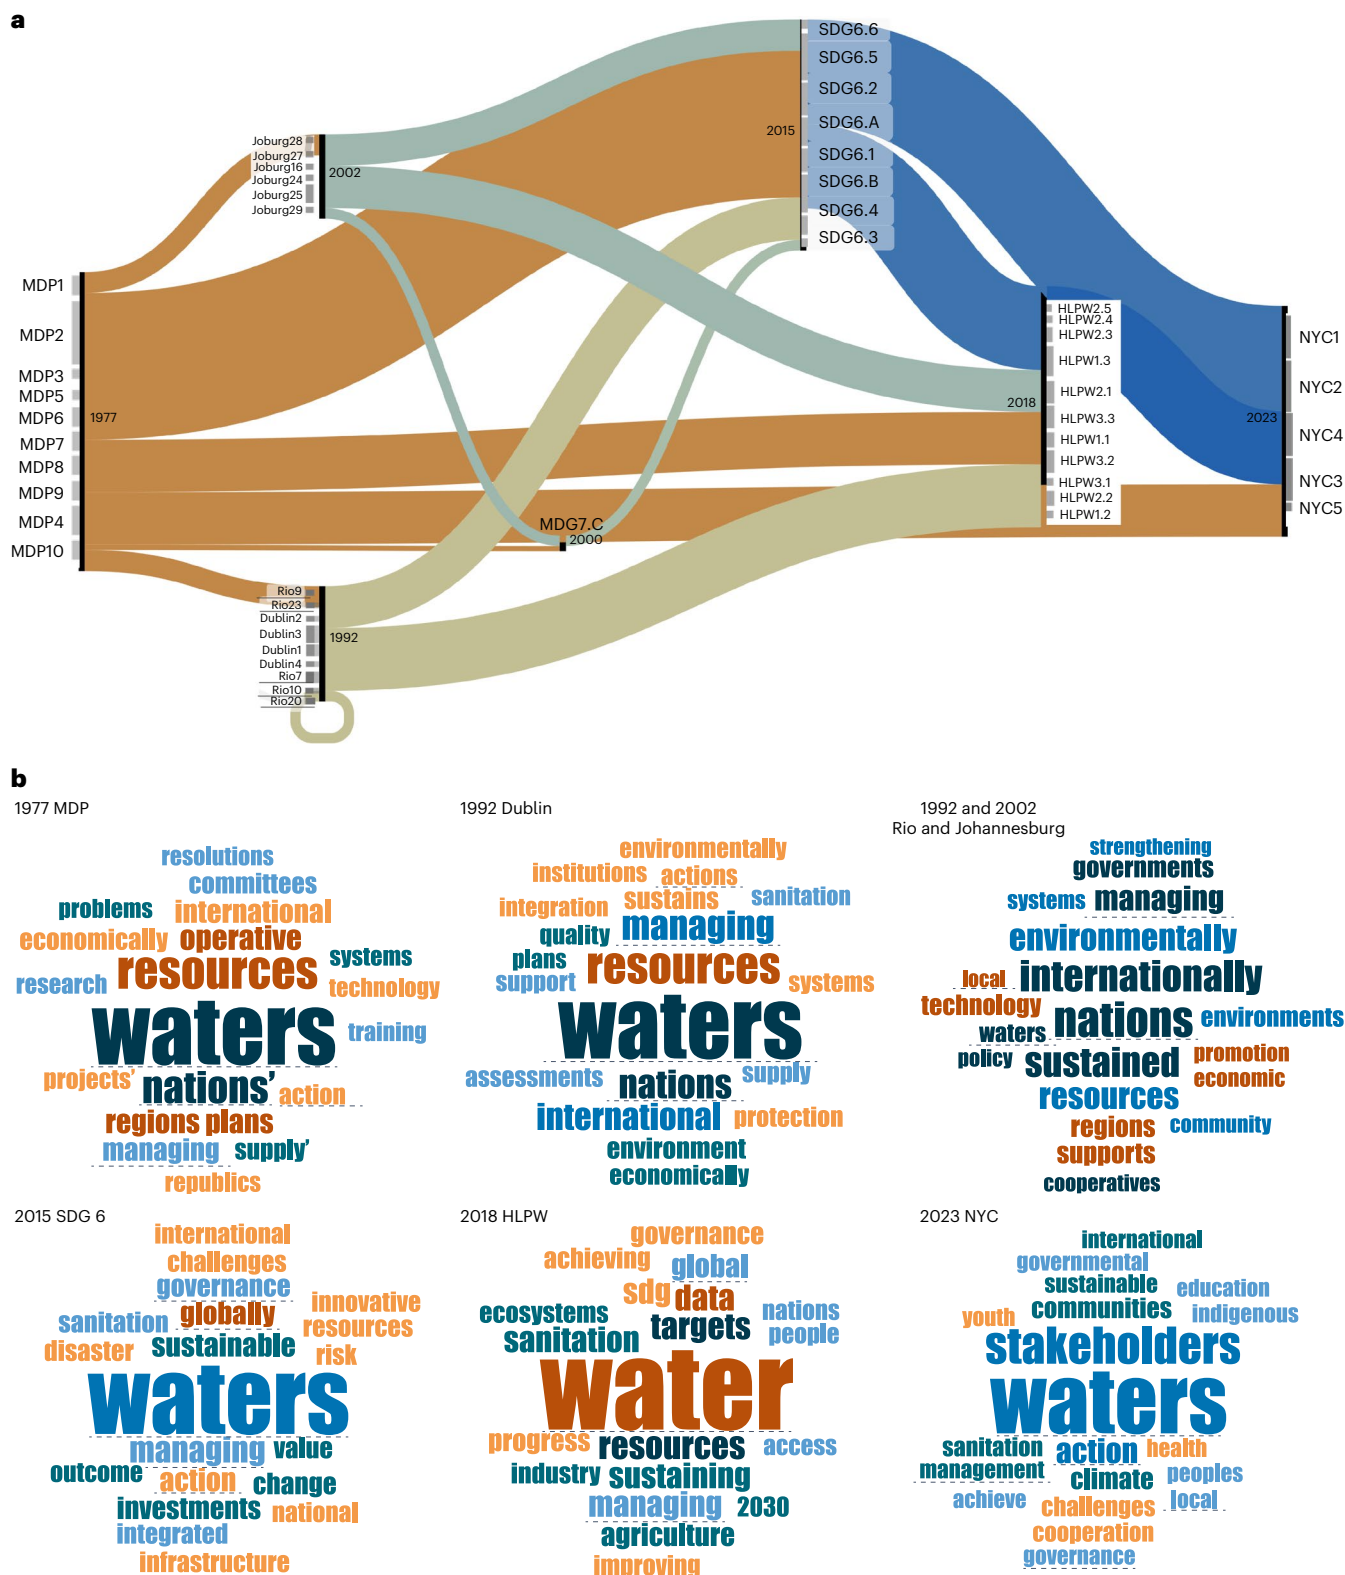 a
SDG6.6
SDG6.5
SDG6.2
SDG6.A
2015
SDG6.1
SDG6.B
SDG6.4
SDG6.3
Joburg28
Joburg27
Joburg16
Joburg24
Joburg25
Joburg29
2002
MDP1
MDP2
MDP3
MDP5
MDP6
MDP7
MDP8
MDP9
MDP4
MDP10
1977
HLPW2.5
HLPW2.4
HLPW2.3
HLPW1.3
HLPW2.1
HLPW3.3
HLPW1.1
HLPW3.2
HLPW3.1
HLPW2.2
HLPW1.2
2018
NYC1
NYC2
NYC4
NYC3
NYC5
2023
MDG7.C
2000
Rio9
Rio23
Dublin2
Dublin3
Dublin1
Dublin4
Rio7
Rio10
Rio20
1992
b
1977 MDP
resolutions
committees
problems international
economically operative
systems
research resources technology
waters training
projects' nations' action
regions plans
managing supply'
republics
1992 Dublin
environmentally
institutions actions
sustains sanitation
integration managing
quality
plans
support resources systems
waters
assessments nations supply
international protection
environment
economically
1992 and 2002
Rio and Johannesburg
strengthening
governments
systems managing
environmentally
local internationally
technology nations environments
waters
policy sustained promotion
economic
resources
regions community
supports
cooperatives
2015 SDG 6
international
challenges
governance
globally innovative
sanitation resources
disaster sustainable risk
waters
managing value
outcome action change
investments national
integrated
infrastructure
2018 HLPW
governance
achieving global
sdg data
ecosystems nations
sanitation targets people
water
progress resources access
industry sustaining
managing 2030
agriculture
improving
2023 NYC
international
governmental
sustainable education
youth communities indigenous
stakeholders
waters
sanitation action health
management climate peoples
achieve challenges local
cooperation
governance